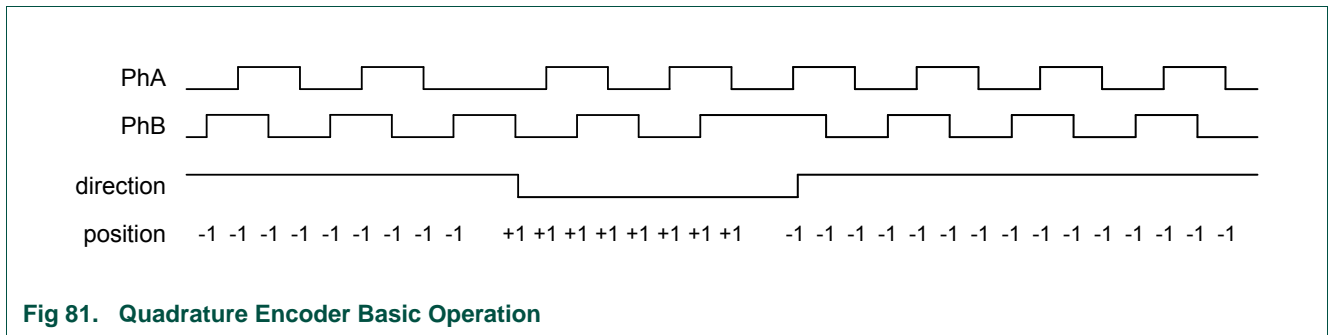 PhA
PhB
direction
position -1 -1 -1 -1 -1 -1 -1 -1 -1 +1 +1 +1 +1 +1 +1 +1 +1 -1 -1 -1 -1 -1 -1 -1 -1 -1 -1 -1 -1 -1 -1 -1
Fig 81. Quadrature Encoder Basic Operation